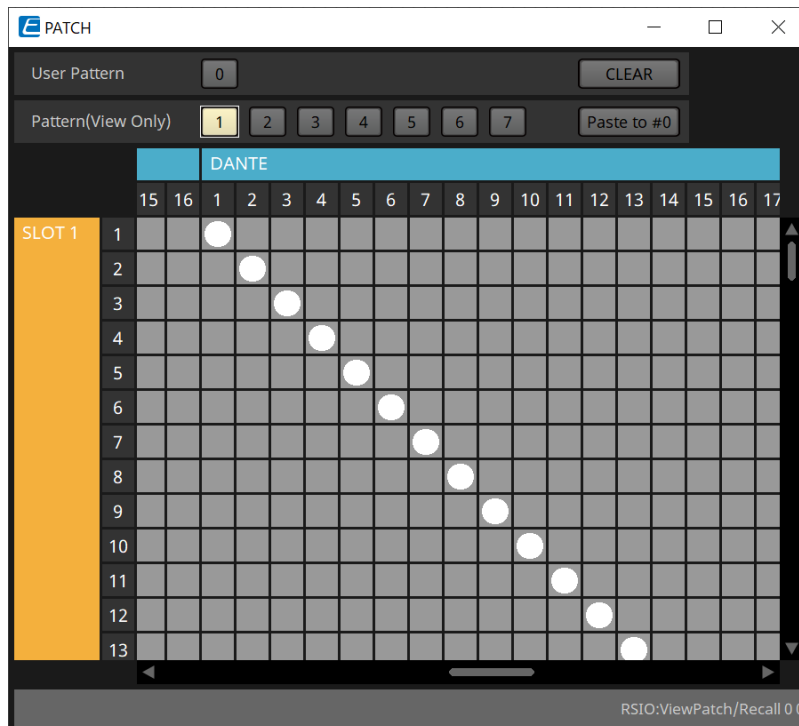 PATCH
User Pattern 0 CLEAR
Pattern(View Only) 1 2 3 4 5 6 7 Paste to #0
DANTE
15 16 1 2 3 4 5 6 7 8 9 10 11 12 13 14 15 16 17
SLOT 1 1
2
3
4
5
6
7
8
9
10
11
12
13
RSIO:ViewPatch/Recall 0 0